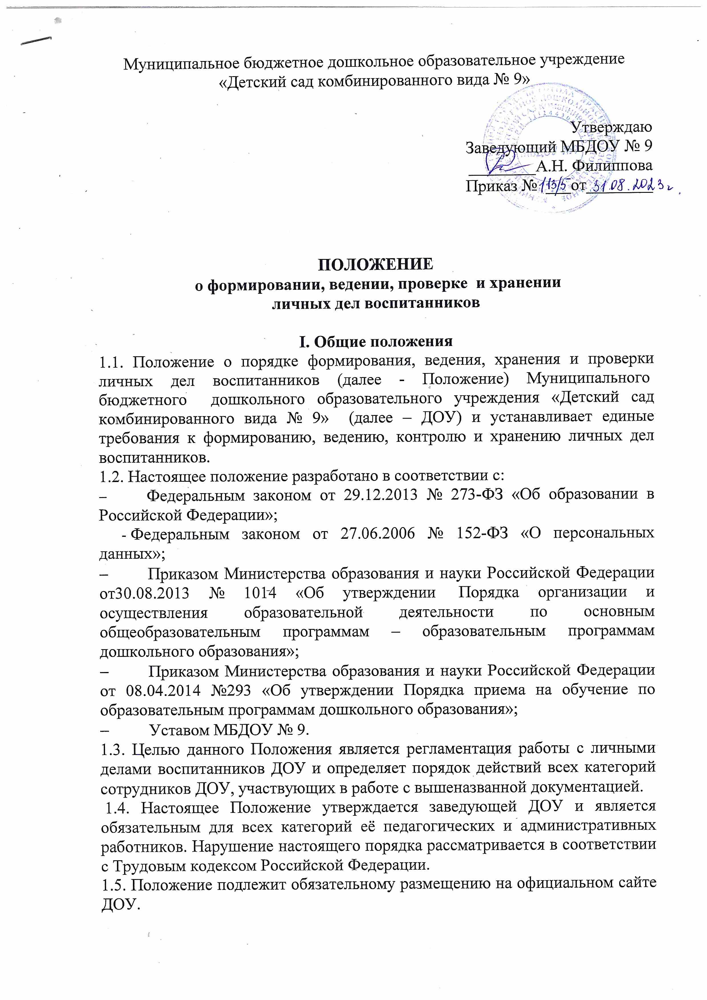 Муниципальное бюджетное дошкольное образовательное учреждение
«Детский сад комбинированного вида № 9»
Утверждаю
Заведующий МБДОУ № 9
А.Н. Филиппова
Приказ № 113/5 от 31.08.2023г.
МБДОУ №9
ПОЛОЖЕНИЕ
о формировании, ведении, проверке и хранении
личных дел воспитанников
I. Общие положения
1.1. Положение о порядке формирования, ведения, хранения и проверки
личных дел воспитанников (далее - Положение) Муниципального
бюджетного дошкольного образовательного учреждения «Детский сад
комбинированного вида № 9» (далее – ДОУ) и устанавливает единые
требования к формированию, ведению, контролю и хранению личных дел
воспитанников.
1.2. Настоящее положение разработано в соответствии с:
– Федеральным законом от 29.12.2013 № 273-ФЗ «Об образовании в
Российской Федерации»;
- Федеральным законом от 27.06.2006 № 152-ФЗ «О персональных
данных»;
– Приказом Министерства образования и науки Российской Федерации
от30.08.2013 № 1014 «Об утверждении Порядка организации и
осуществления образовательной деятельности по основным
общеобразовательным программам – образовательным программам
дошкольного образования»;
– Приказом Министерства образования и науки Российской Федерации
от 08.04.2014 №293 «Об утверждении Порядка приема на обучение по
образовательным программам дошкольного образования»;
– Уставом МБДОУ № 9.
1.3. Целью данного Положения является регламентация работы с личными
делами воспитанников ДОУ и определяет порядок действий всех категорий
сотрудников ДОУ, участвующих в работе с вышеназванной документацией.
1.4. Настоящее Положение утверждается заведующей ДОУ и является
обязательным для всех категорий её педагогических и административных
работников. Нарушение настоящего порядка рассматривается в соответствии
с Трудовым кодексом Российской Федерации.
1.5. Положение подлежит обязательному размещению на официальном сайте
ДОУ.